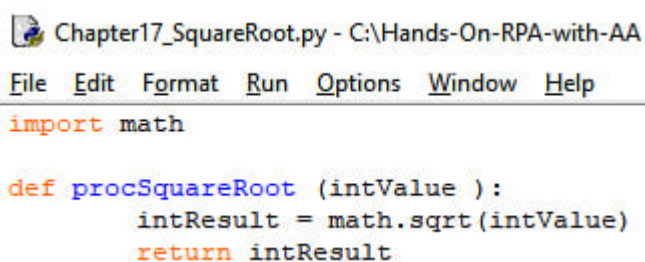 Chapter17_SquareRoot.py - C:\Hands-On-RPA-with-AA
File Edit Format Run Options Window Help
import math
def procSquareRoot (intValue ):
        intResult = math.sqrt(intValue)
        return intResult